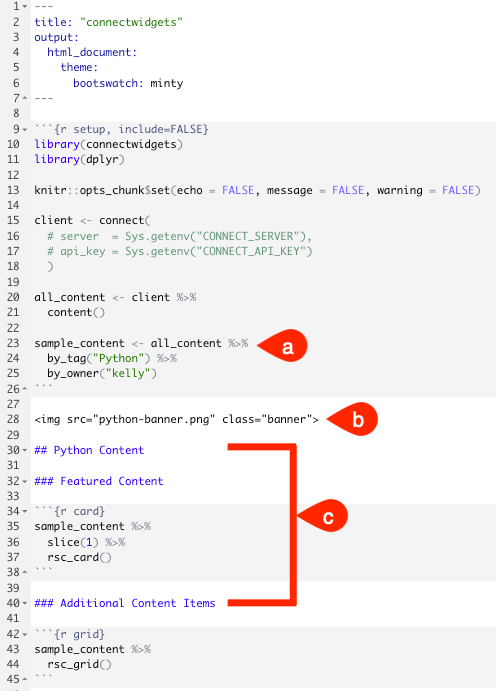 1 ---
2 title: "connectwidgets"
3 output:
4   html_document:
5     theme:
6       bootswatch: minty
7 ---
8
9 ```{r setup, include=FALSE}
10 library(connectwidgets)
11 library(dplyr)
12
13 knitr::opts_chunk$set(echo = FALSE, message = FALSE, warning = FALSE)
14
15 client <- connect(
16   # server  = Sys.getenv("CONNECT_SERVER"),
17   # api_key = Sys.getenv("CONNECT_API_KEY")
18   )
19
20 all_content <- client %>%
21   content()
22
23 sample_content <- all_content %>% a
24   by_tag("Python") %>%
25   by_owner("kelly")
26 ```
27
28 <img src="python-banner.png" class="banner"> b
29
30 ## Python Content
31
32 ### Featured Content
33
34 ```{r card}
35 sample_content %>%
36   slice(1) %>%
c
37   rsc_card()
38 ```
39
40 ### Additional Content Items
41
42 ```{r grid}
43 sample_content %>%
44   rsc_grid()
45 ```